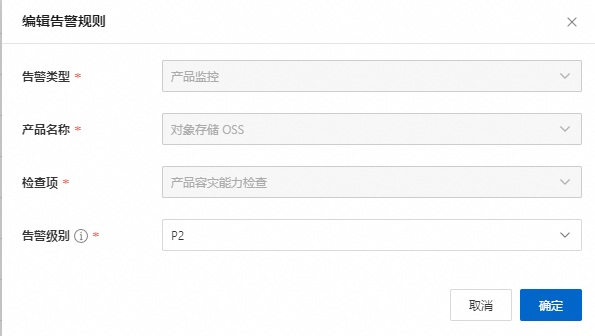 编辑告警规则
告警类型 * 产品监控
产品名称 * 对象存储 OSS
检查项 * 产品容灾能力检查
告警级别 * P2
取消 确定